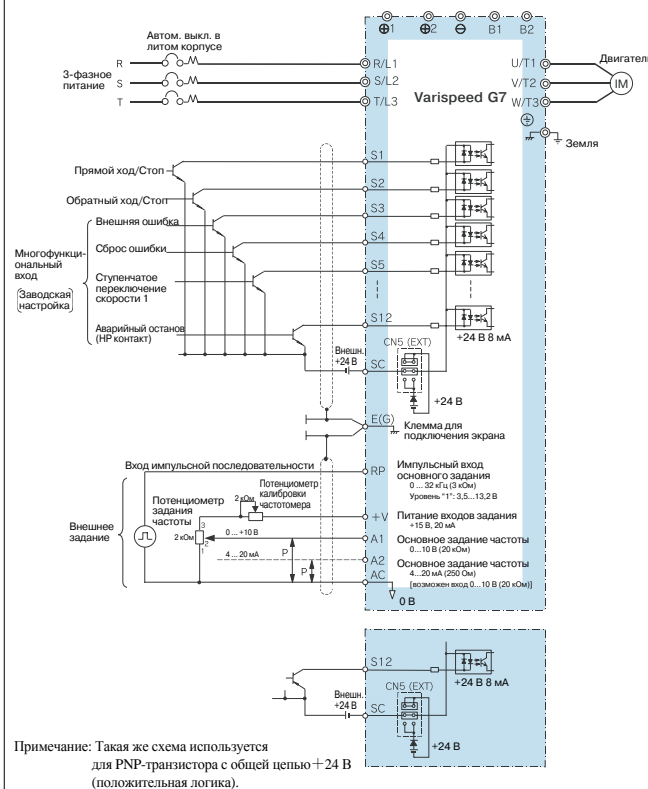 ⊕1 ⊕2 ⊖ B1 B2
Автом. выкл. в
литом корпусе
R
R/L1
U/T1
Двигатель
3-фазное
питание
S
S/L2
V/T2
IM
T
T/L3
Varispeed G7
W/T3
Земля
S1
Прямой ход/Стоп
S2
Обратный ход/Стоп
S3
Внешняя ошибка
S4
Сброс ошибки
S5
Многофункци-
ональный
вход
Заводская
настройка
Ступенчатое
переключение
скорости 1
S12
Аварийный останов
(НР контакт)
+24 В 8 мА
Внешн.
+24 В
CN5 (EXT)
SC
+24 В
E(G)
Клемма для
подключения экрана
Вход импульсной последовательности
RP
Импульсный вход
основного задания
0 ... 32 кГц (3 кОм)
Уровень "1": 3,5...13,2 В
Потенциометр
калибровки
частотомера
2 кОм
Потенциометр
задания
частоты
+V
Питание входов задания
+15 В, 20 мА
Внешнее
задание
3
2 кОм
2
1
0 ... +10 В
P
A1
Основное задание частоты
0...10 В (20 кОм)
4 ... 20 мА
P
A2
Основное задание частоты
4...20 мА (250 Ом)
[возможен вход 0...10 В (20 кОм)]
AC
0 В
S12
+24 В 8 мА
Внешн.
+24 В
CN5 (EXT)
SC
+24 В
Примечание: Такая же схема используется
для PNP-транзистора с общей цепью +24 В
(положительная логика).